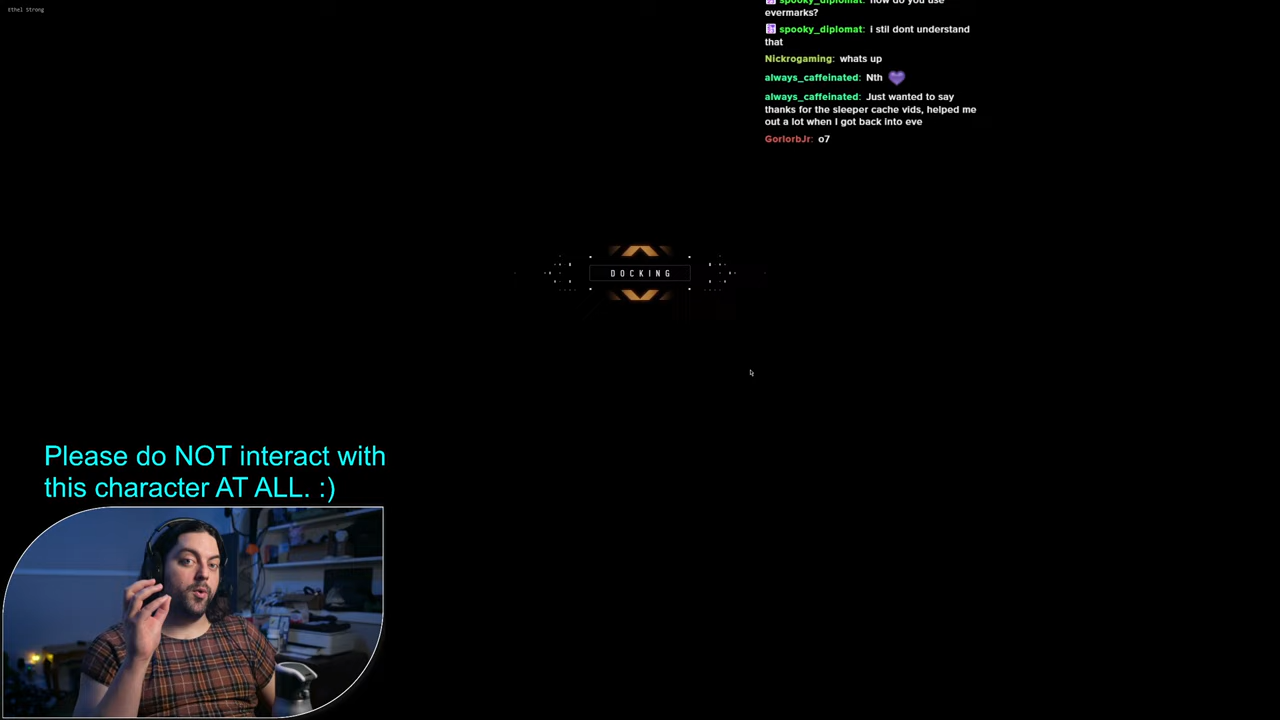 Ethel Strong
spooky_diplomat: how do you use
evermarks?
spooky_diplomat: i stil dont understand
that
Nickrogaming: whats up
always_caffeinated: Nth
always_caffeinated: Just wanted to say
thanks for the sleeper cache vids, helped me
out a lot when I got back into eve
GorlorbJr: o7
DOCKING
Please do NOT interact with
this character AT ALL. :)